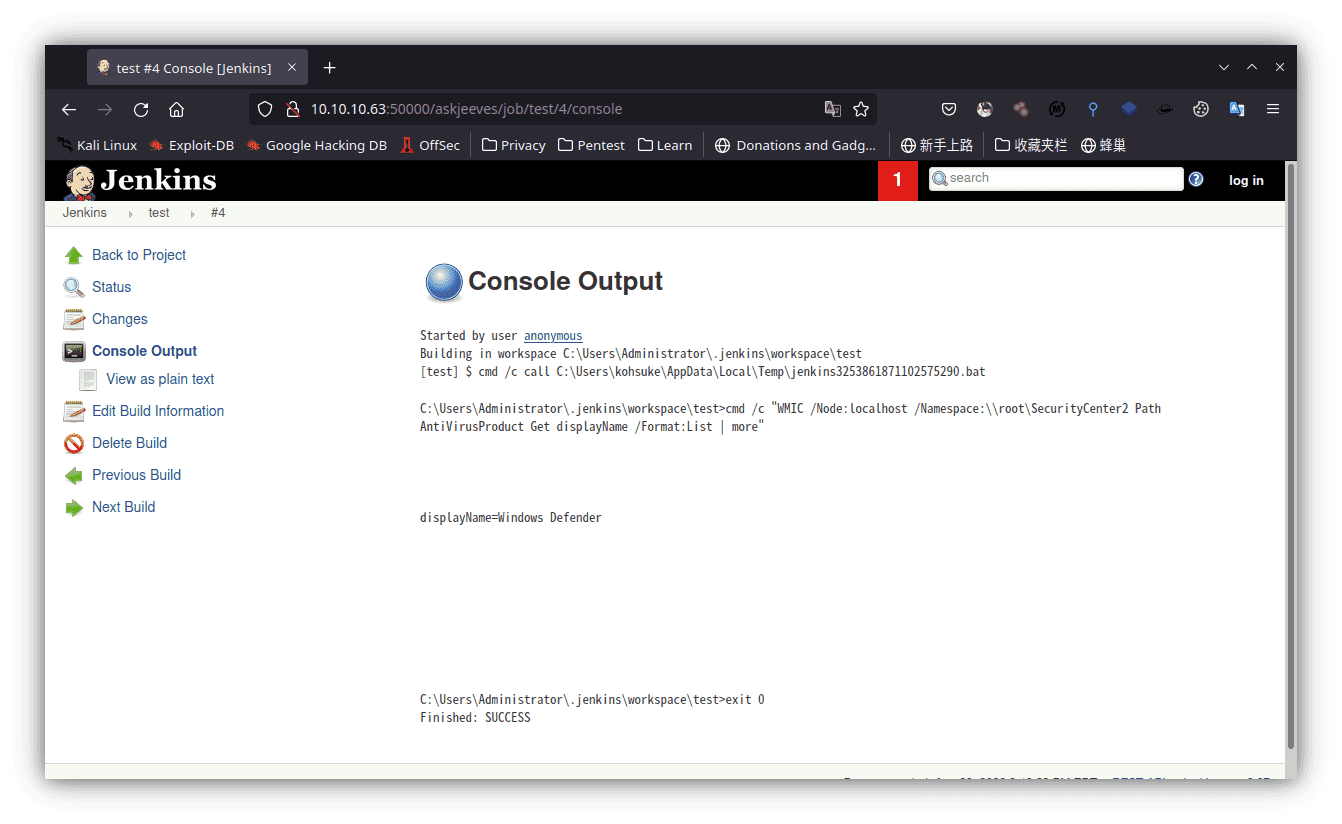 test #4 Console [Jenkins]
10.10.10.63:50000/askjeeves/job/test/4/console
Kali Linux Exploit-DB Google Hacking DB OffSec Privacy Pentest Learn Donations and Gadg... 新手上路 收藏夹栏 蜂巢
Jenkins 1 search log in
Jenkins test #4
Back to Project
Status
Changes
Console Output
View as plain text
Edit Build Information
Delete Build
Previous Build
Next Build
Console Output
Started by user anonymous
Building in workspace C:\Users\Administrator\.jenkins\workspace\test
[test] $ cmd /c call C:\Users\kohsuke\AppData\Local\Temp\jenkins3253861871102575290.bat
C:\Users\Administrator\.jenkins\workspace\test>cmd /c "WMIC /Node:localhost /Namespace:\\root\SecurityCenter2 Path
AntiVirusProduct Get displayName /Format:List | more"
displayName=Windows Defender
C:\Users\Administrator\.jenkins\workspace\test>exit 0
Finished: SUCCESS